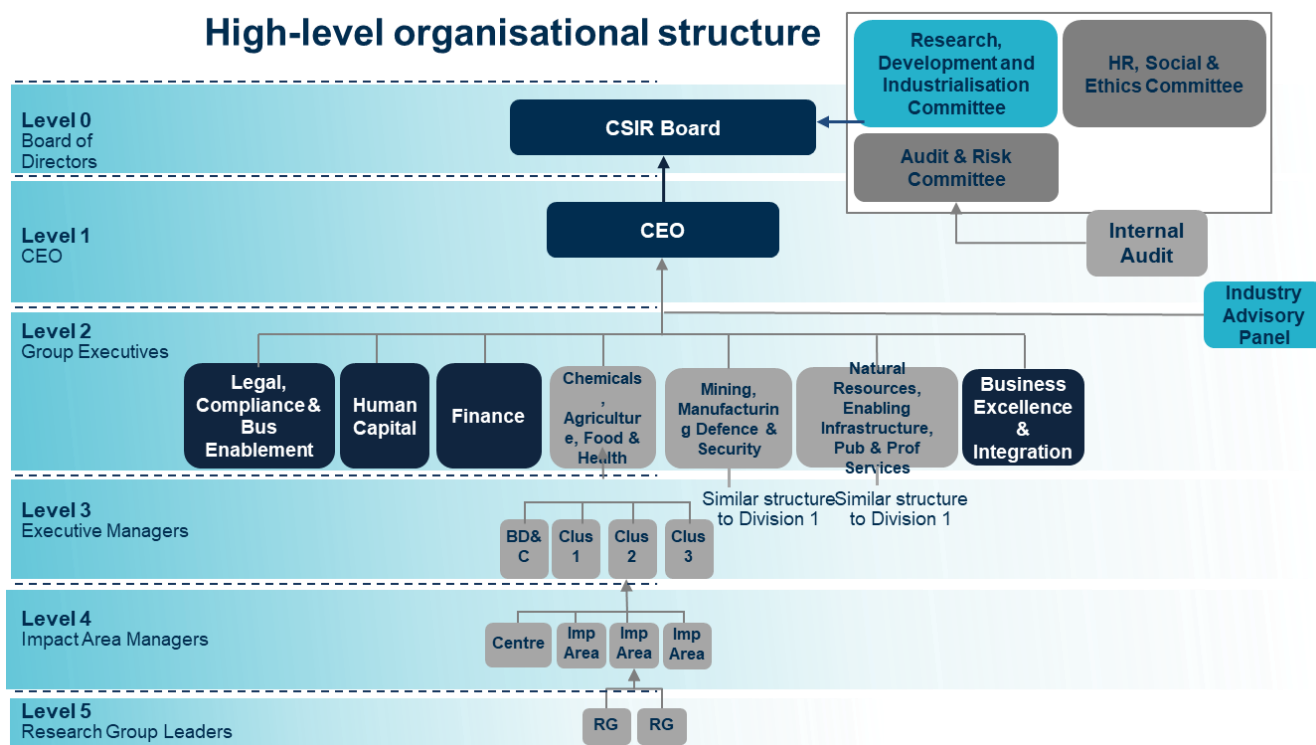 High-level organisational structure
Research,
Development and
Industrialisation
Committee
HR, Social &
Ethics Committee
Level 0
Board of
Directors
CSIR Board
Audit & Risk
Committee
Level 1
CEO
CEO
Internal
Audit
Industry
Advisory
Panel
Level 2
Group Executives
Legal,
Compliance &
Bus
Enablement
Human
Capital
Finance
Chemicals
, Agricultur
e, Food &
Health
Mining,
Manufacturin
g Defence &
Security
Natural
Resources,
Enabling
Infrastructure,
Pub & Prof
Services
Business
Excellence
&
Integration
Level 3
Executive Managers
Similar structure
to Division 1
Similar structure
to Division 1
BD&
C
Clus
1
Clus
2
Clus
3
Level 4
Impact Area Managers
Centre
Imp
Area
Imp
Area
Imp
Area
Level 5
Research Group Leaders
RG
RG